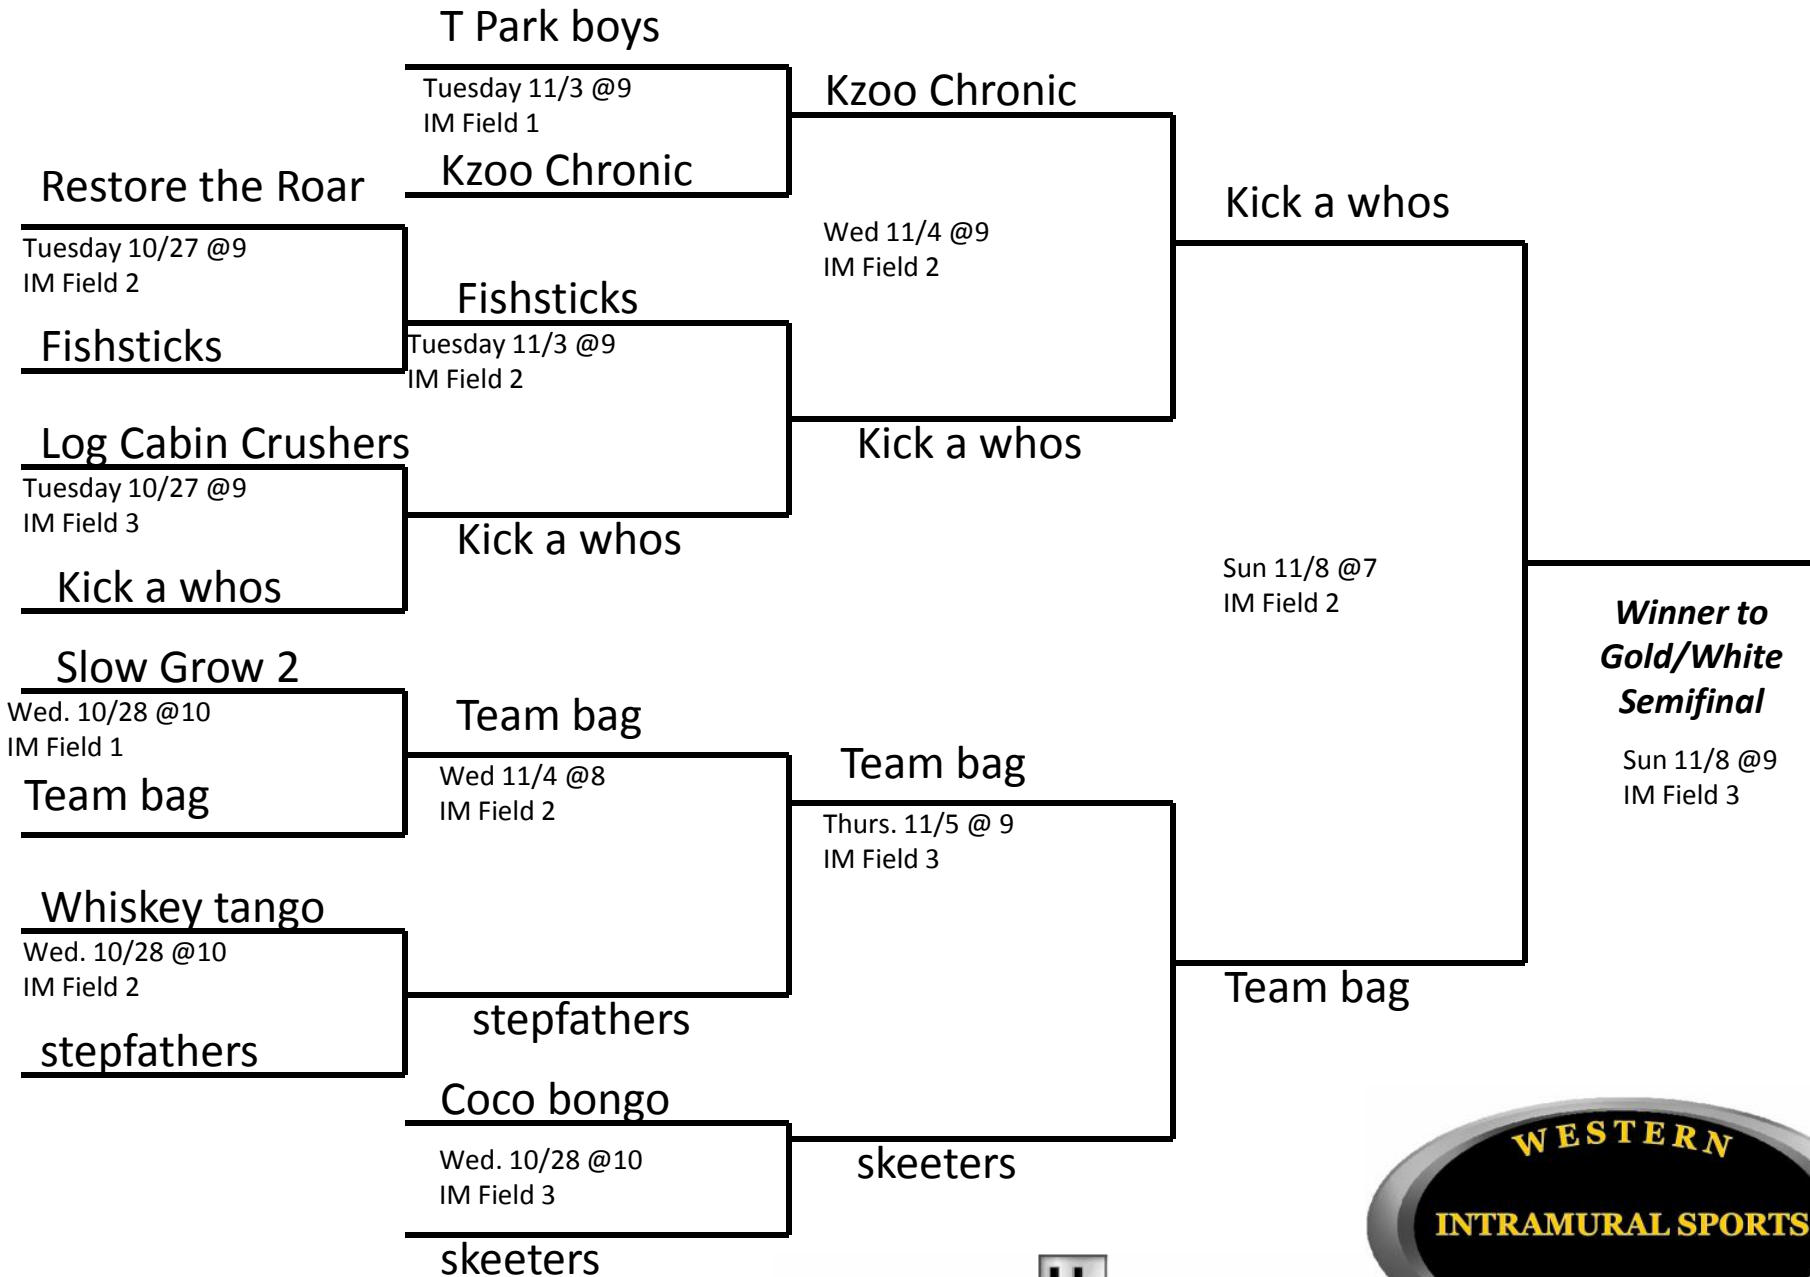 T Park boys
Tuesday 11/3 @9
IM Field 1
Kzoo Chronic
Kzoo Chronic
Restore the Roar
Tuesday 10/27 @9
IM Field 2
Fishsticks
Fishsticks
Tuesday 11/3 @9
IM Field 2
Wed 11/4 @9
IM Field 2
Kick a whos
Log Cabin Crushers
Tuesday 10/27 @9
IM Field 3
Kick a whos
Kick a whos
Kick a whos
Sun 11/8 @7
IM Field 2
Winner to
Gold/White
Semifinal
Sun 11/8 @9
IM Field 3
Slow Grow 2
Wed. 10/28 @10
IM Field 1
Team bag
Team bag
Wed 11/4 @8
IM Field 2
Team bag
Thurs. 11/5 @ 9
IM Field 3
Whiskey tango
Wed. 10/28 @10
IM Field 2
stepfathers
stepfathers
Team bag
Coco bongo
Wed. 10/28 @10
IM Field 3
skeeters
skeeters
WESTERN
INTRAMURAL SPORTS